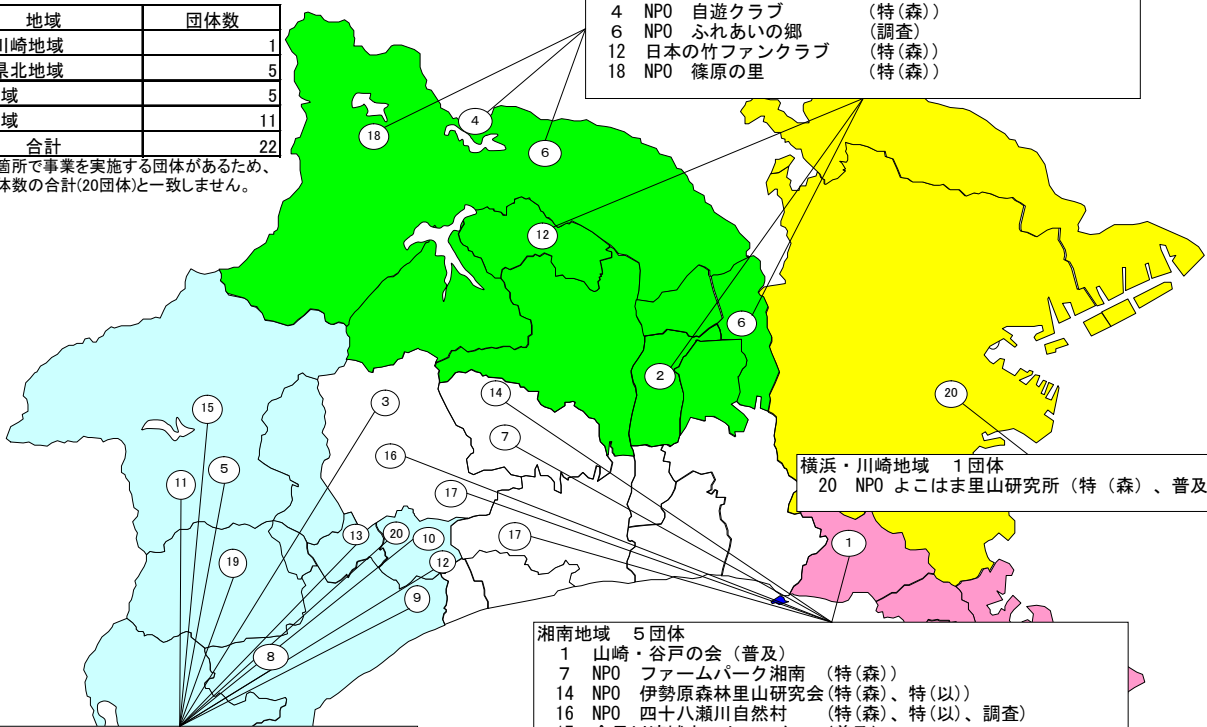 地域 団体数
川崎地域 1
県北地域 5
域 5
域 11
合計 22
箇所で事業を実施する団体があるため、
体数の合計(20団体)と一致しません。
4 NPO 自遊クラブ (特(森))
6 NPO ふれあいの郷 (調査)
12 日本の竹ファンクラブ (特(森))
18 NPO 篠原の里 (特(森))
18
4
6
12
6
2
20
15
3
14
7
5
16
11
17
13
20
10
17
12
19
9
8
1
横浜・川崎地域 1団体
20 NPO よこはま里山研究所（特（森）、普及
湘南地域 5団体
1 山崎・谷戸の会（普及）
7 NPO ファームパーク湘南 （特(森)）
14 NPO 伊勢原森林里山研究会(特(森)、特(以))
16 NPO 四十八瀬川自然村 (特(森)、特(以)、調査)